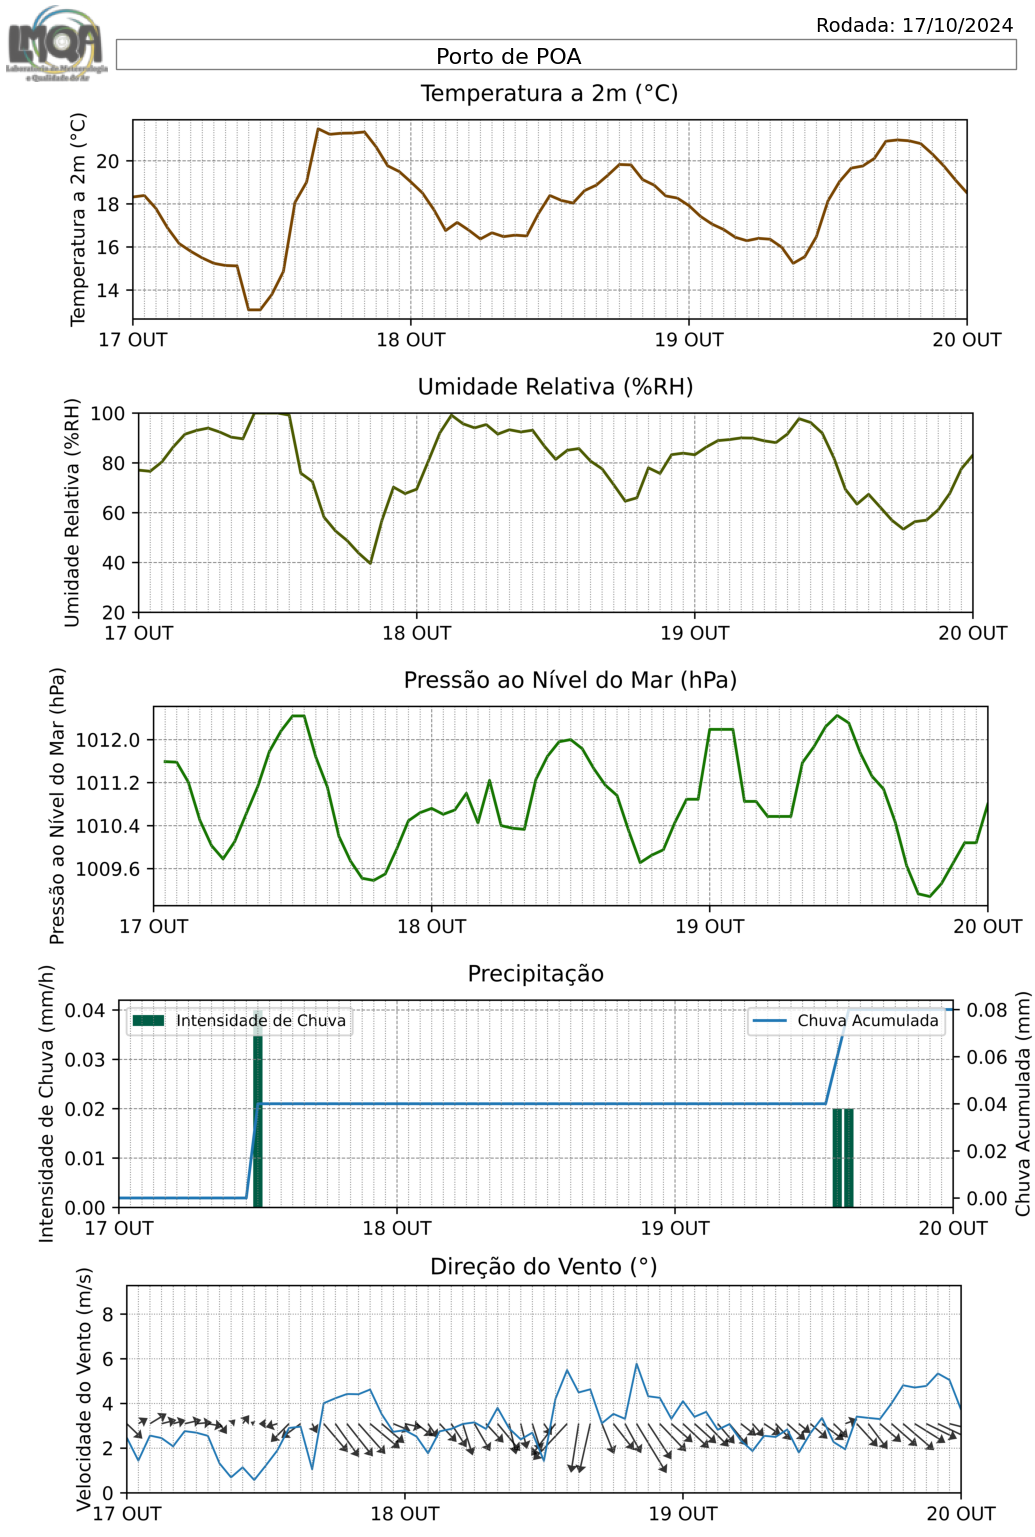 LMQA
Laboratório de Meteorologia
e Qualidade do Ar
Rodada: 17/10/2024
Porto de POA
Temperatura a 2m (°C)
Temperatura a 2m (°C)
20
18
16
14
17 OUT 18 OUT 19 OUT 20 OUT
Umidade Relativa (%RH)
Umidade Relativa (%RH)
100
80
60
40
20
17 OUT 18 OUT 19 OUT 20 OUT
Pressão ao Nível do Mar (hPa)
Pressão ao Nível do Mar (hPa)
1012.0
1011.2
1010.4
1009.6
17 OUT 18 OUT 19 OUT 20 OUT
Precipitação
Intensidade de Chuva (mm/h)
0.04
0.03
0.02
0.01
0.00
Intensidade de Chuva
Chuva Acumulada
0.08
0.06
0.04
0.02
0.00
Chuva Acumulada (mm)
17 OUT 18 OUT 19 OUT 20 OUT
Direção do Vento (°)
Velocidade do Vento (m/s)
8
6
4
2
0
17 OUT 18 OUT 19 OUT 20 OUT